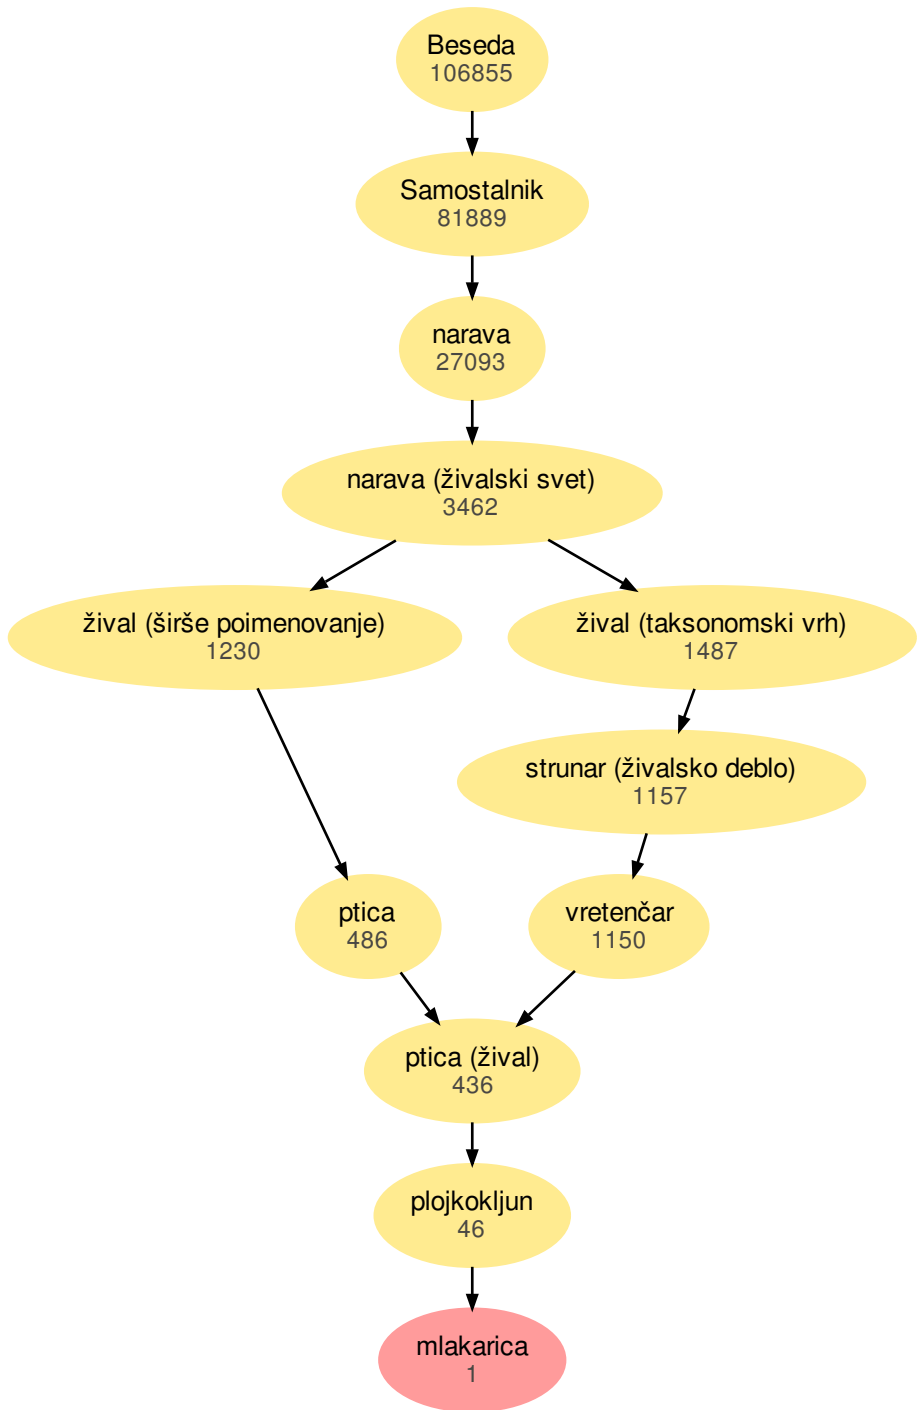 Beseda
106855
Samostalnik
81889
narava
27093
narava (živalski svet)
3462
žival (širše poimenovanje)
1230
žival (taksonomski vrh)
1487
strunar (živalsko deblo)
1157
ptica
486
vretenčar
1150
ptica (žival)
436
plojkokljun
46
mlakarica
1